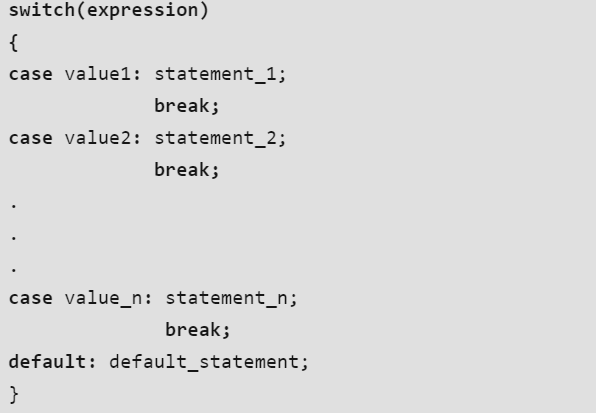 switch(expression)
{
case value1: statement_1;
break;
case value2: statement_2;
break;
.
.
.
case value_n: statement_n;
break;
default: default_statement;
}